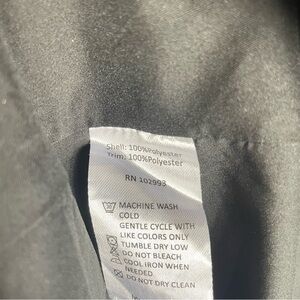 Shell: 100%Polyester
Trim: 100%Polyester
RN 102993
MACHINE WASH
COLD
GENTLE CYCLE WITH
LIKE COLORS ONLY
TUMBLE DRY LOW
DO NOT BLEACH
COOL IRON WHEN
NEEDED
DO NOT DRY CLEAN